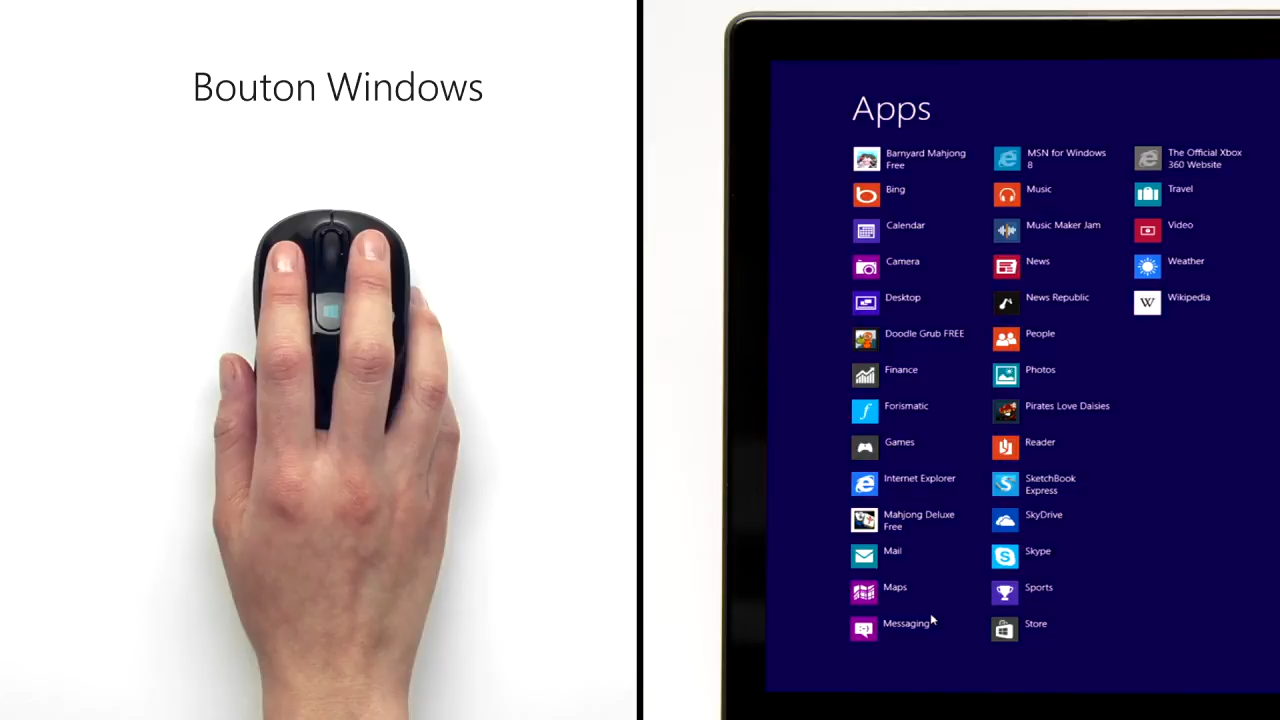 Bouton Windows
Apps
Barnyard Mahjong
Free
Bing
Calendar
Camera
Desktop
Doodle Grub FREE
Finance
Forismatic
Games
Internet Explorer
Mahjong Deluxe
Free
Mail
Maps
Messaging
MSN for Windows
8
Music
Music Maker Jam
News
News Republic
People
Photos
Pirates Love Daisies
Reader
SketchBook
Express
SkyDrive
Skype
Sports
Store
The Official Xbox
360 Website
Travel
Video
Weather
Wikipedia